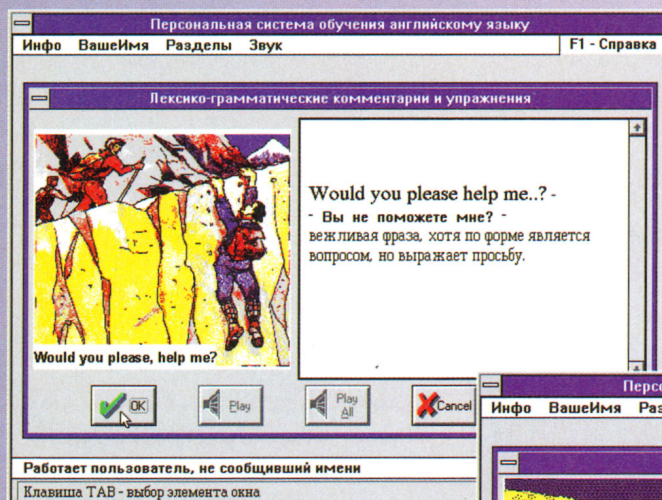 Персональная система обучения английскому языку
Инфо ВашеИмя Разделы Звук F1 - Справка
Лексико-грамматические комментарии и упражнения
Would you please help me..? -
- Вы не поможете мне? -
вежливая фраза, хотя по форме является
вопросом, но выражает просьбу.
Would you please, help me?
OK Play Play All Cancel
Работает пользователь, не сообщивший имени
Клавиша TAB - выбор элемента окна
Персо
Инфо ВашеИмя Раз